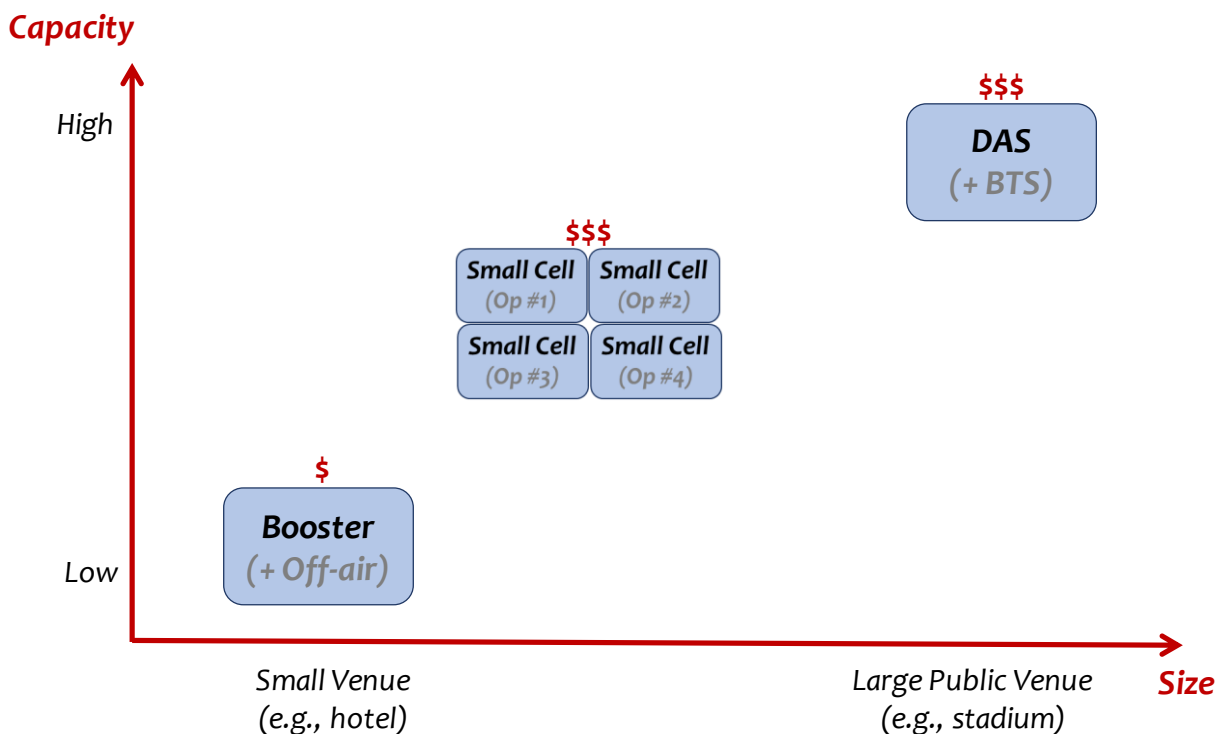 Capacity
High
$$$
DAS
(+ BTS)
$$$
Small Cell
(Op #1)
Small Cell
(Op #2)
Small Cell
(Op #3)
Small Cell
(Op #4)
$
Booster
(+ Off-air)
Low
Small Venue
(e.g., hotel)
Large Public Venue
(e.g., stadium)
Size